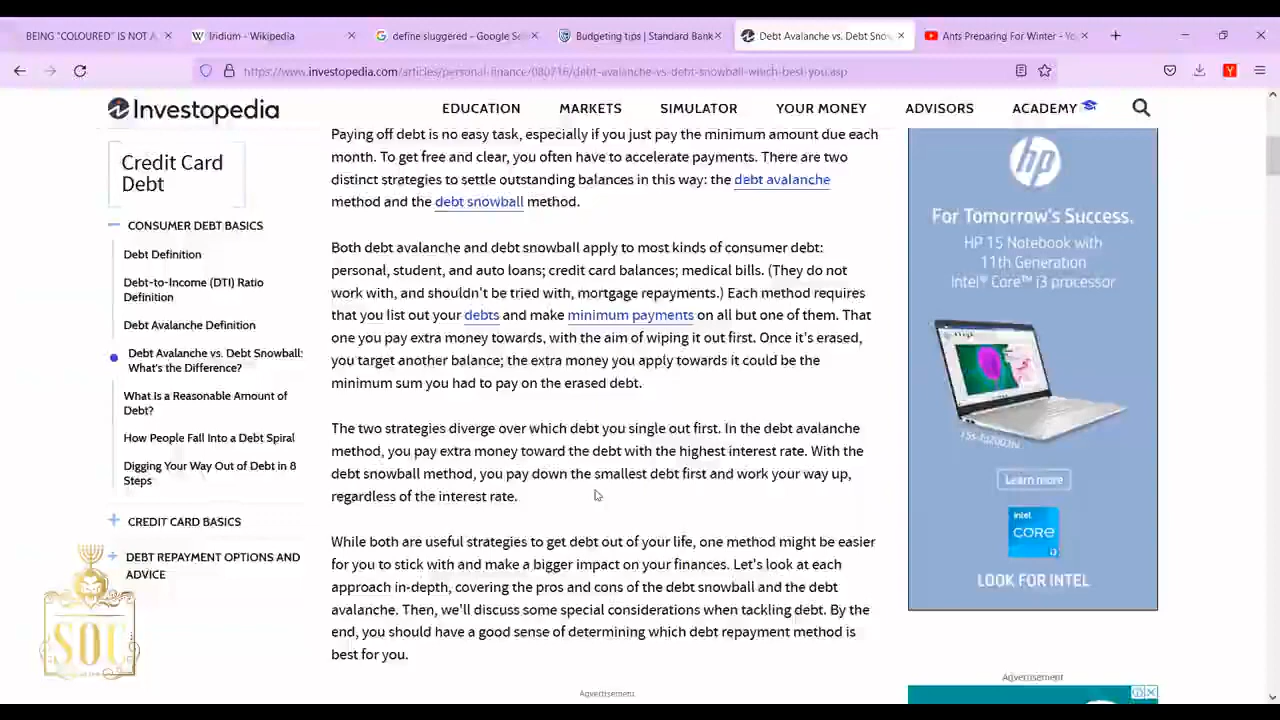 BEING "COLOURED" IS NOT A
Iridium - Wikipedia
define sluggered - Google Se
Budgeting tips | Standard Bank
Debt Avalanche vs. Debt Snow
Ants Preparing For Winter - Yo
https://www.investopedia.com/articles/personal-finance/080716/debt-avalanche-vs-debt-snowball-which-best-you.asp
Investopedia
EDUCATION MARKETS SIMULATOR YOUR MONEY ADVISORS ACADEMY
Credit Card
Debt
CONSUMER DEBT BASICS
Debt Definition
Debt-to-Income (DTI) Ratio
Definition
Debt Avalanche Definition
Debt Avalanche vs. Debt Snowball:
What's the Difference?
What Is a Reasonable Amount of
Debt?
How People Fall Into a Debt Spiral
Digging Your Way Out of Debt in 8
Steps
CREDIT CARD BASICS
DEBT REPAYMENT OPTIONS AND
ADVICE
SOC
Paying off debt is no easy task, especially if you just pay the minimum amount due each
month. To get free and clear, you often have to accelerate payments. There are two
distinct strategies to settle outstanding balances in this way: the debt avalanche
method and the debt snowball method.
Both debt avalanche and debt snowball apply to most kinds of consumer debt:
personal, student, and auto loans; credit card balances; medical bills. (They do not
work with, and shouldn't be tried with, mortgage repayments.) Each method requires
that you list out your debts and make minimum payments on all but one of them. That
one you pay extra money towards, with the aim of wiping it out first. Once it's erased,
you target another balance; the extra money you apply towards it could be the
minimum sum you had to pay on the erased debt.
The two strategies diverge over which debt you single out first. In the debt avalanche
method, you pay extra money toward the debt with the highest interest rate. With the
debt snowball method, you pay down the smallest debt first and work your way up,
regardless of the interest rate.
While both are useful strategies to get debt out of your life, one method might be easier
for you to stick with and make a bigger impact on your finances. Let's look at each
approach in-depth, covering the pros and cons of the debt snowball and the debt
avalanche. Then, we'll discuss some special considerations when tackling debt. By the
end, you should have a good sense of determining which debt repayment method is
best for you.
Advertisement
hp
For Tomorrow's Success.
HP 15 Notebook with
11th Generation
Intel® Core™ i3 processor
Learn more
intel
CORE
i3
LOOK FOR INTEL
Advertisement